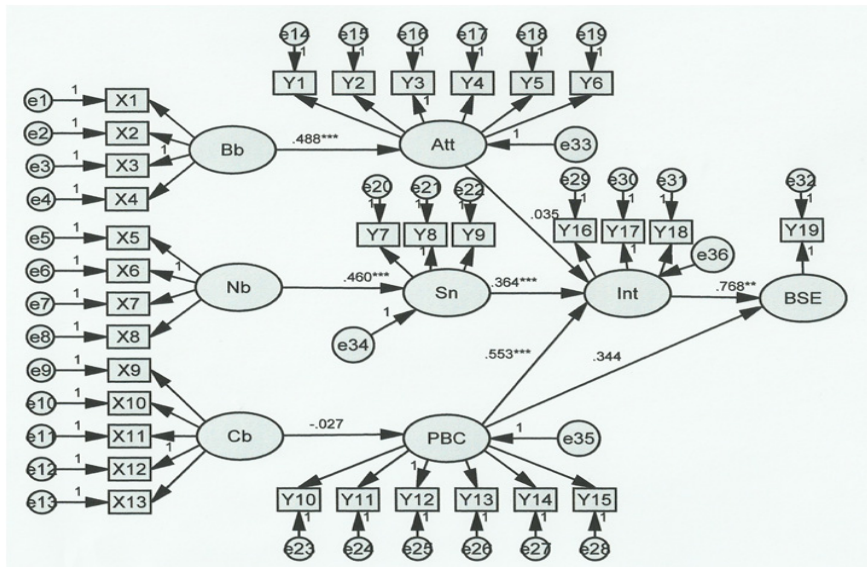 e14 e15 e16 e17 e18 e19
1 1 1 1 1 1
Y1 Y2 Y3 Y4 Y5 Y6
1
e1 1 X1
e2 1 X2
e3 1 X3 1
e4 1 X4
Bb .488*** Att 1 e33
e20 e21 e22
1 1 1
Y7 Y8 Y9
1
.035
e29 e30 e31 e32
1 1 1 1
Y16 Y17 Y18 Y19
1 1
e36
e5 1 X5
e6 1 X6 1
e7 1 X7
e8 1 X8
Nb .460*** Sn .364*** Int .768** BSE
e34 1
.553*** .344
e9 1 X9
e10 1 X10
e11 1 X11
e12 1 X12 1
e13 1 X13
Cb -.027 PBC 1 e35
1
Y10 Y11 Y12 Y13 Y14 Y15
1 1 1 1 1 1
e23 e24 e25 e26 e27 e28